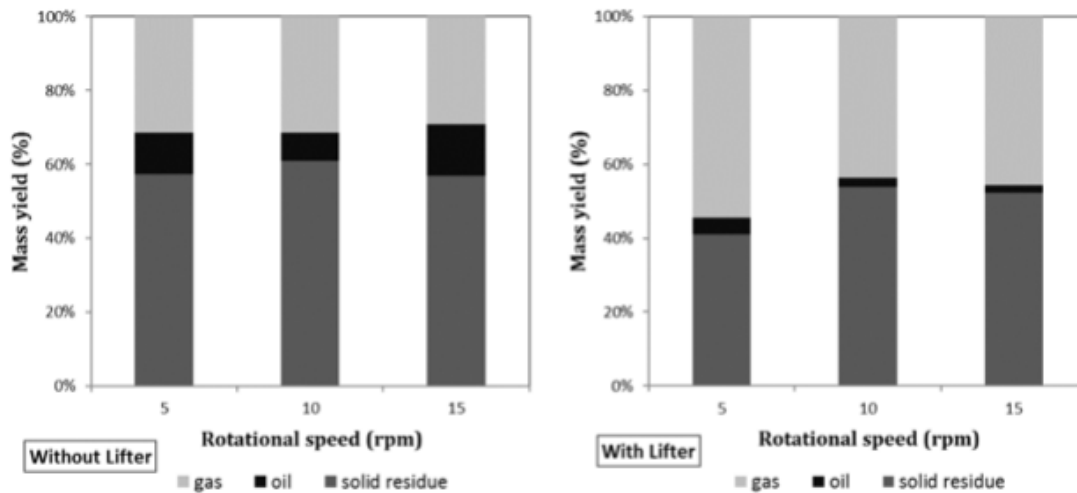 100%
80%
60%
40%
20%
0%
Mass yield (%)
5 10 15
Rotational speed (rpm)
Without Lifter
gas oil solid residue
100%
80%
60%
40%
20%
0%
Mass yield (%)
5 10 15
Rotational speed (rpm)
With Lifter
gas oil solid residue